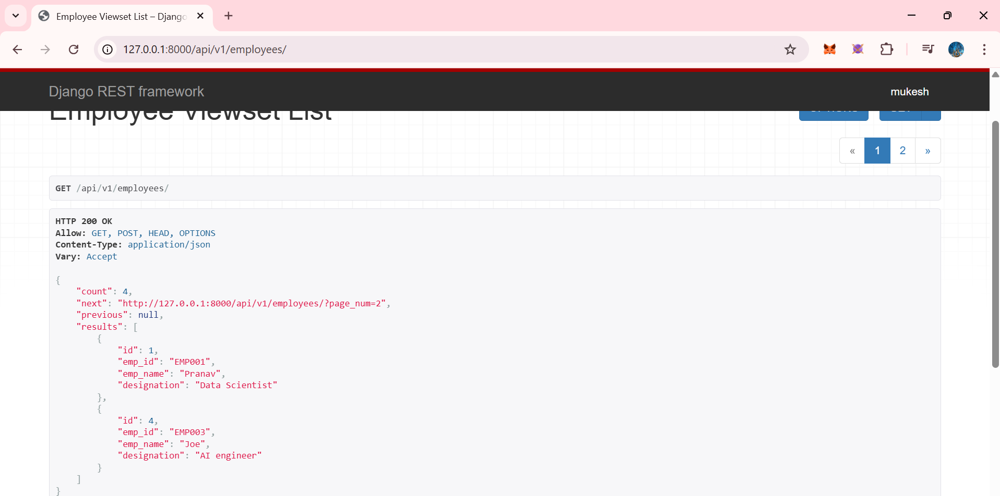 Employee Viewset List – Django
127.0.0.1:8000/api/v1/employees/
Django REST framework
mukesh
Employee Viewset List
OPTIONS
GET
« 1 2 »
GET /api/v1/employees/
HTTP 200 OK
Allow: GET, POST, HEAD, OPTIONS
Content-Type: application/json
Vary: Accept
{
    "count": 4,
    "next": "http://127.0.0.1:8000/api/v1/employees/?page_num=2",
    "previous": null,
    "results": [
        {
            "id": 1,
            "emp_id": "EMP001",
            "emp_name": "Pranav",
            "designation": "Data Scientist"
        },
        {
            "id": 4,
            "emp_id": "EMP003",
            "emp_name": "Joe",
            "designation": "AI engineer"
        }
    ]
}